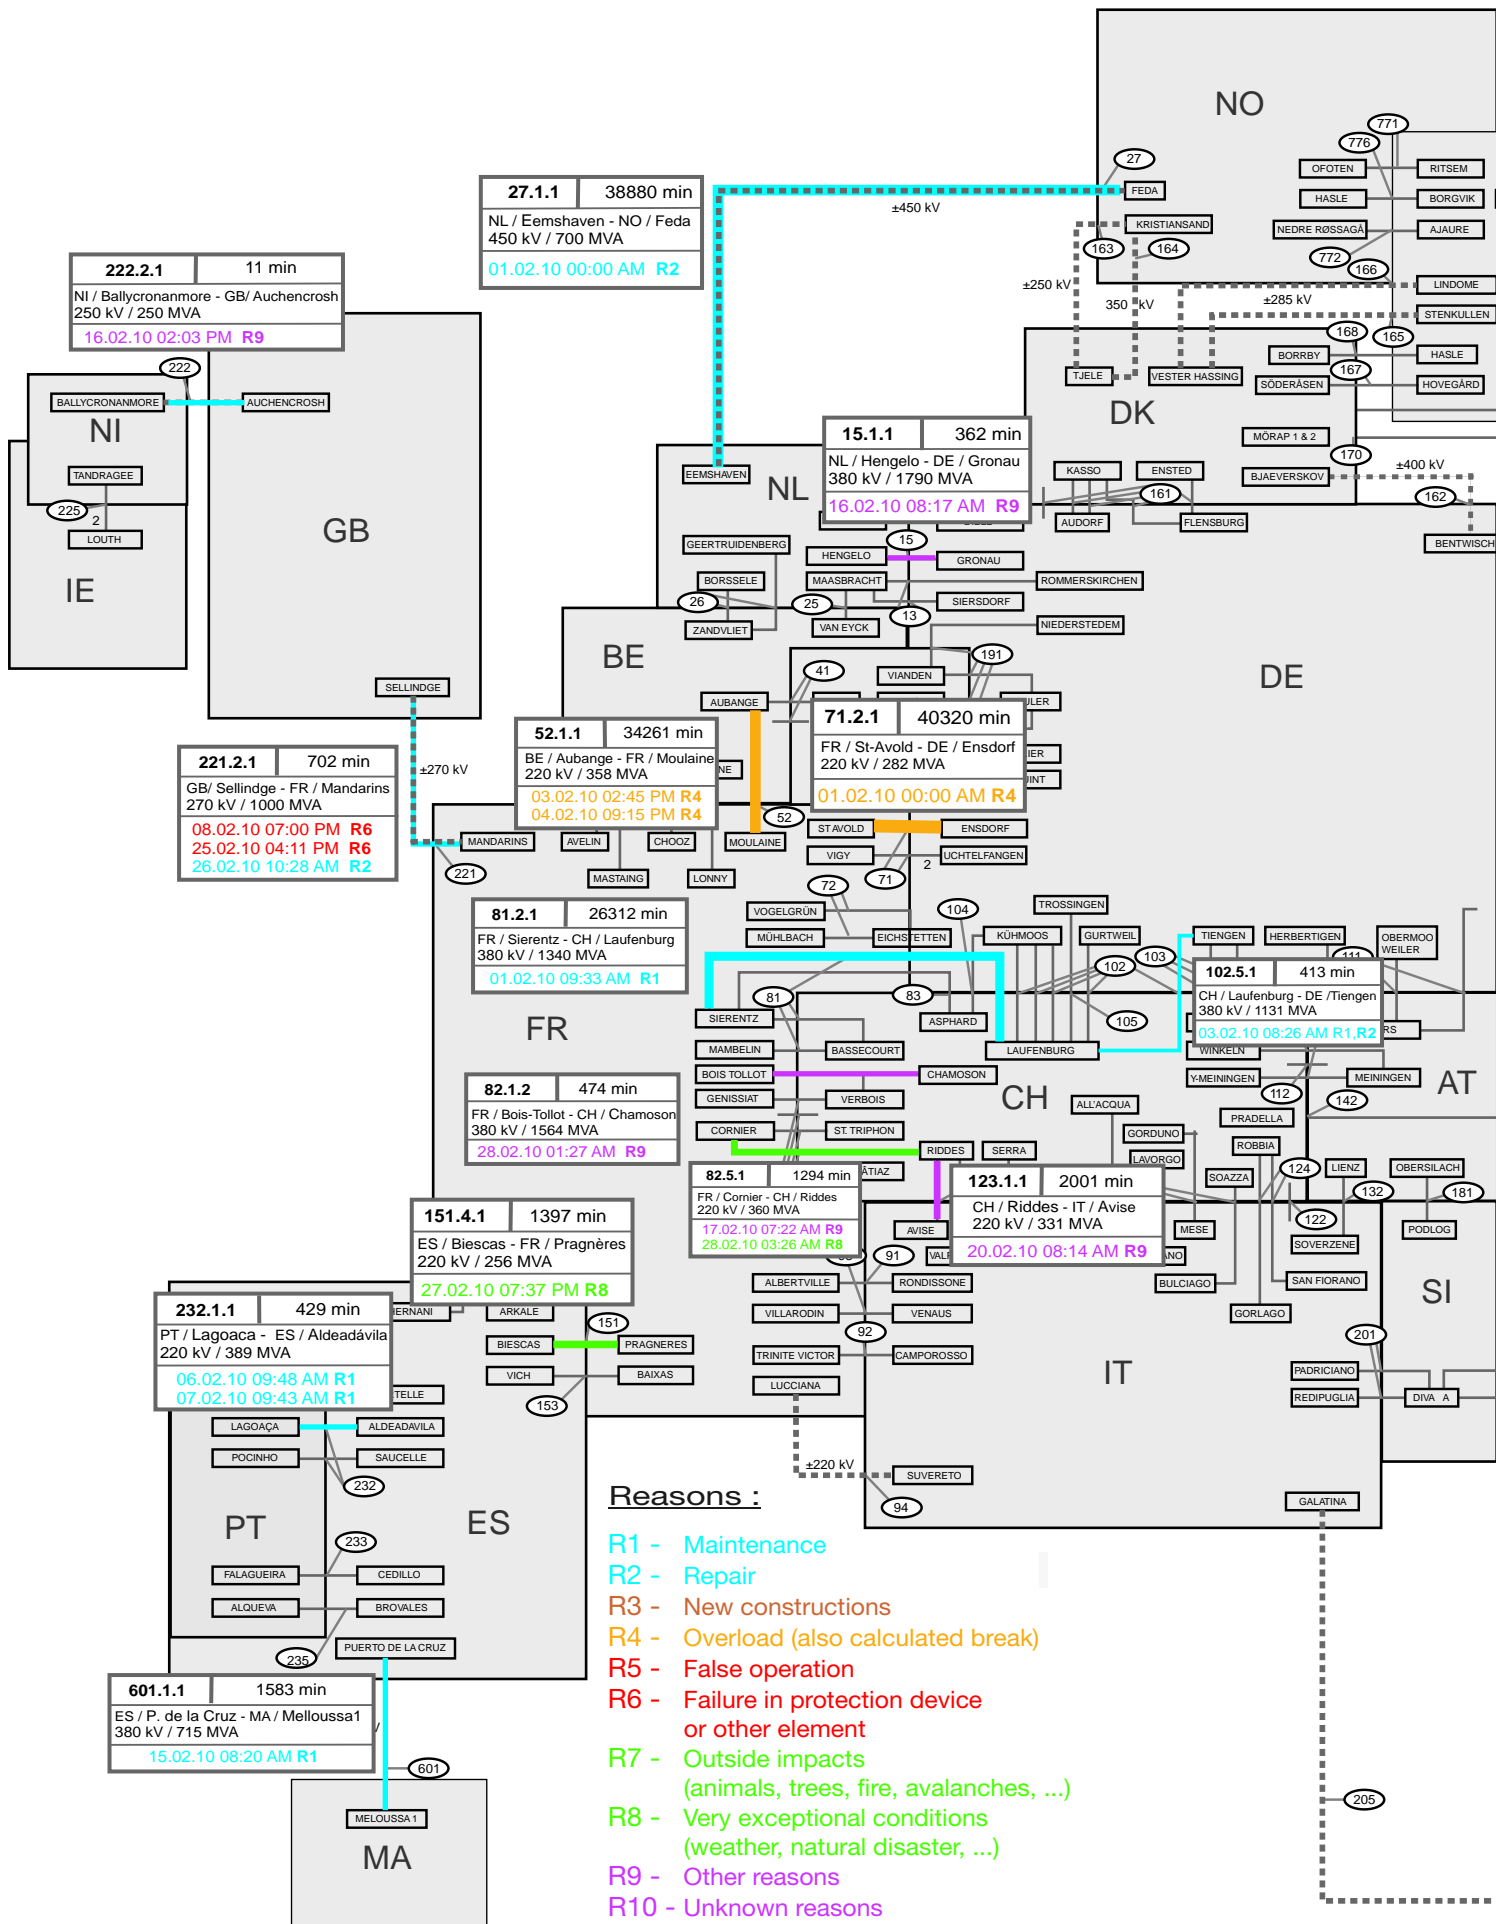 NO
771
776
27
OFOTEN
RITSEM
27.1.1
38880 min
NL / Eemshaven - NO / Feda
450 kV / 700 MVA
01.02.10 00:00 AM R2
FEDA
HASLE
BORGVIK
±450 kV
KRISTIANSAND
NEDRE RØSSAGÅ
AJAURE
163
164
772
222.2.1
11 min
NI / Ballycronanmore - GB/ Auchencrosh
250 kV / 250 MVA
16.02.10 02:03 PM R9
166
±250 kV
LINDOME
350 kV
±285 kV
STENKULLEN
168
165
222
BORRBY
HASLE
TJELE
VESTER HASSING
167
SÖDERÅSEN
HOVEGÅRD
BALLYCRONANMORE
AUCHENCROSH
DK
NI
15.1.1
362 min
NL / Hengelo - DE / Gronau
380 kV / 1790 MVA
16.02.10 08:17 AM R9
MÖRAP 1 & 2
170
TANDRAGEE
EEMSHAVEN
NL
KASSO
ENSTED
BJAEVERSKOV
±400 kV
161
162
225
2
AUDORF
FLENSBURG
LOUTH
GB
GEERTRUIDENBERG
15
BENTWISCH
HENGELO
GRONAU
IE
BORSSELE
MAASBRACHT
ROMMERSKIRCHEN
26
25
SIERSDORF
13
ZANDVLIET
VAN EYCK
NIEDERSTEDEM
BE
191
41
VIANDEN
DE
SELLINDGE
AUBANGE
ULER
52.1.1
34261 min
BE / Aubange - FR / Moulaine
220 kV / 358 MVA
03.02.10 02:45 PM R4
04.02.10 09:15 PM R4
71.2.1
40320 min
FR / St-Avold - DE / Ensdorf
220 kV / 282 MVA
01.02.10 00:00 AM R4
221.2.1
702 min
GB/ Sellindge - FR / Mandarins
270 kV / 1000 MVA
08.02.10 07:00 PM R6
25.02.10 04:11 PM R6
26.02.10 10:28 AM R2
±270 kV
NE
IER
UINT
52
MANDARINS
AVELIN
CHOOZ
MOULAINE
ST AVOLD
ENSDORF
VIGY
UCHTELFANGEN
2
221
MASTAING
LONNY
72
71
81.2.1
26312 min
FR / Sierentz - CH / Laufenburg
380 kV / 1340 MVA
01.02.10 09:33 AM R1
TROSSINGEN
VOGELGRÜN
104
MÜHLBACH
EICHSTETTEN
KÜHMOOS
GURTWEIL
TIENGEN
HERBERTIGEN
OBERMOO
WEILER
103
102
111
102.5.1
413 min
CH / Laufenburg - DE /Tiengen
380 kV / 1131 MVA
03.02.10 08:26 AM R1,R2
81
83
SIERENTZ
ASPHARD
105
FR
RS
MAMBELIN
BASSECOURT
LAUFENBURG
WINKELN
BOIS TOLLOT
CHAMOSON
Y-MEININGEN
MEININGEN
AT
82.1.2
474 min
FR / Bois-Tollot - CH / Chamoson
380 kV / 1564 MVA
28.02.10 01:27 AM R9
GENISSIAT
VERBOIS
CH
112
142
ALL'ACQUA
PRADELLA
CORNIER
ST. TRIPHON
GORDUNO
ROBBIA
RIDDES
SERRA
LAVORGO
82.5.1
1294 min
FR / Cornier - CH / Riddes
220 kV / 360 MVA
17.02.10 07:22 AM R9
28.02.10 03:26 AM R8
ÂTIAZ
123.1.1
2001 min
CH / Riddes - IT / Avise
220 kV / 331 MVA
20.02.10 08:14 AM R9
SOAZZA
124
LIENZ
OBERSILACH
132
181
151.4.1
1397 min
ES / Biescas - FR / Pragnères
220 kV / 256 MVA
27.02.10 07:37 PM R8
AVISE
MESE
122
PODLOG
SOVERZENE
VALP
ANO
91
ALBERTVILLE
RONDISSONE
BULCIAGO
SAN FIORANO
SI
232.1.1
429 min
PT / Lagoaca - ES / Aldeadávila
220 kV / 389 MVA
06.02.10 09:48 AM R1
07.02.10 09:43 AM R1
HERNANI
ARKALE
VILLARODIN
VENAUS
GORLAGO
151
92
201
BIESCAS
PRAGNERES
TRINITE VICTOR
CAMPOROSSO
PADRICIANO
VICH
BAIXAS
LUCCIANA
IT
TELLE
153
REDIPUGLIA
DIVA A
LAGOAÇA
ALDEADAVILA
POCINHO
SAUCELLE
±220 kV
SUVERETO
232
94
GALATINA
PT
ES
233
FALAGUEIRA
CEDILLO
ALQUEVA
BROVALES
PUERTO DE LA CRUZ
235
601.1.1
1583 min
ES / P. de la Cruz - MA / Melloussa1
380 kV / 715 MVA
15.02.10 08:20 AM R1
601
MELOUSSA 1
MA
205
Reasons :
R1 - Maintenance
R2 - Repair
R3 - New constructions
R4 - Overload (also calculated break)
R5 - False operation
R6 - Failure in protection device
or other element
R7 - Outside impacts
(animals, trees, fire, avalanches, ...)
R8 - Very exceptional conditions
(weather, natural disaster, ...)
R9 - Other reasons
R10 - Unknown reasons